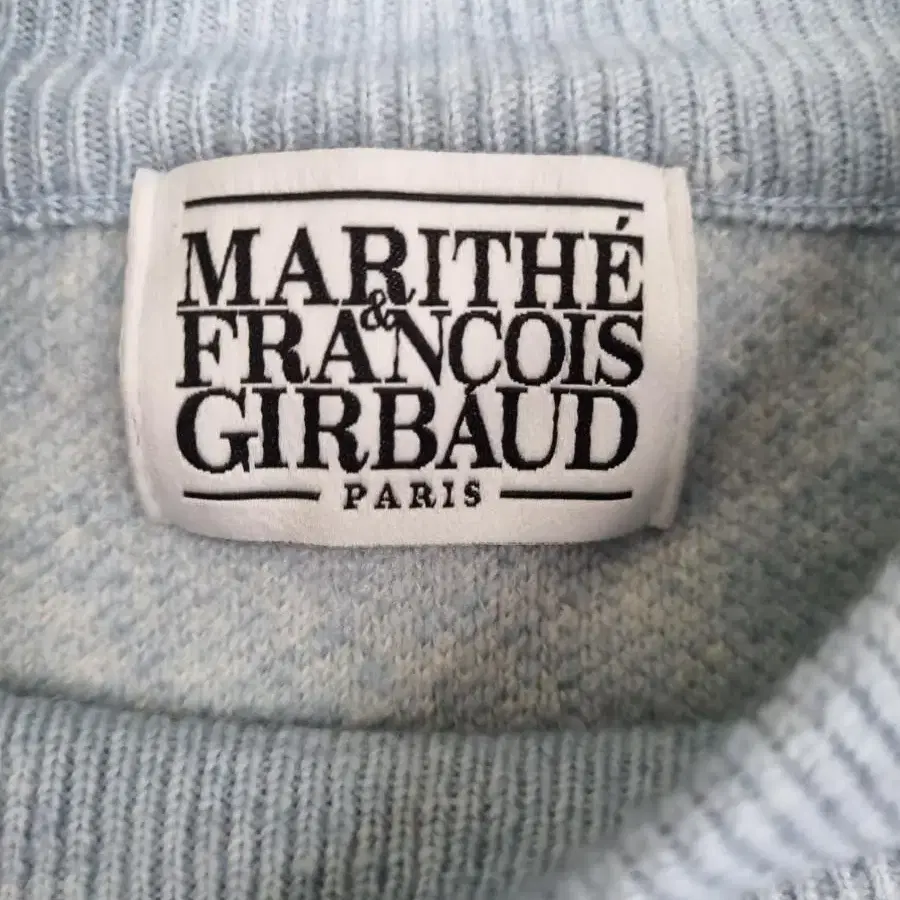 MARITHÉ
&
FRANCOIS
GIRBAUD
PARIS